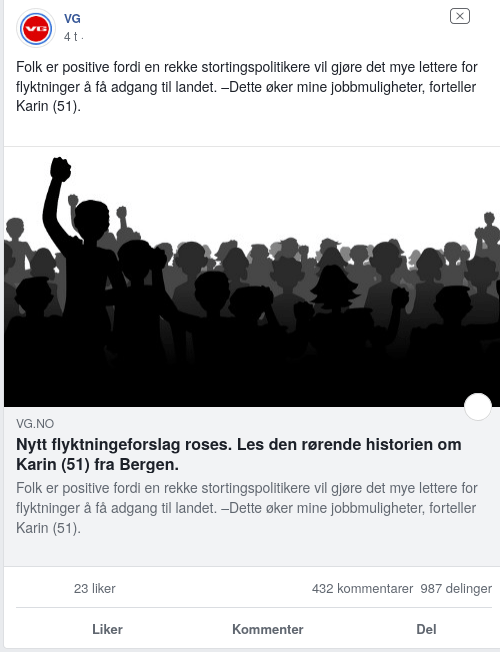 VG
VG
4 t ·
Folk er positive fordi en rekke stortingspolitikere vil gjøre det mye lettere for
flyktninger å få adgang til landet. –Dette øker mine jobbmuligheter, forteller
Karin (51).
VG.NO
Nytt flyktningeforslag roses. Les den rørende historien om
Karin (51) fra Bergen.
Folk er positive fordi en rekke stortingspolitikere vil gjøre det mye lettere for
flyktninger å få adgang til landet. –Dette øker mine jobbmuligheter, forteller
Karin (51).
23 liker 432 kommentarer 987 delinger
Liker Kommenter Del